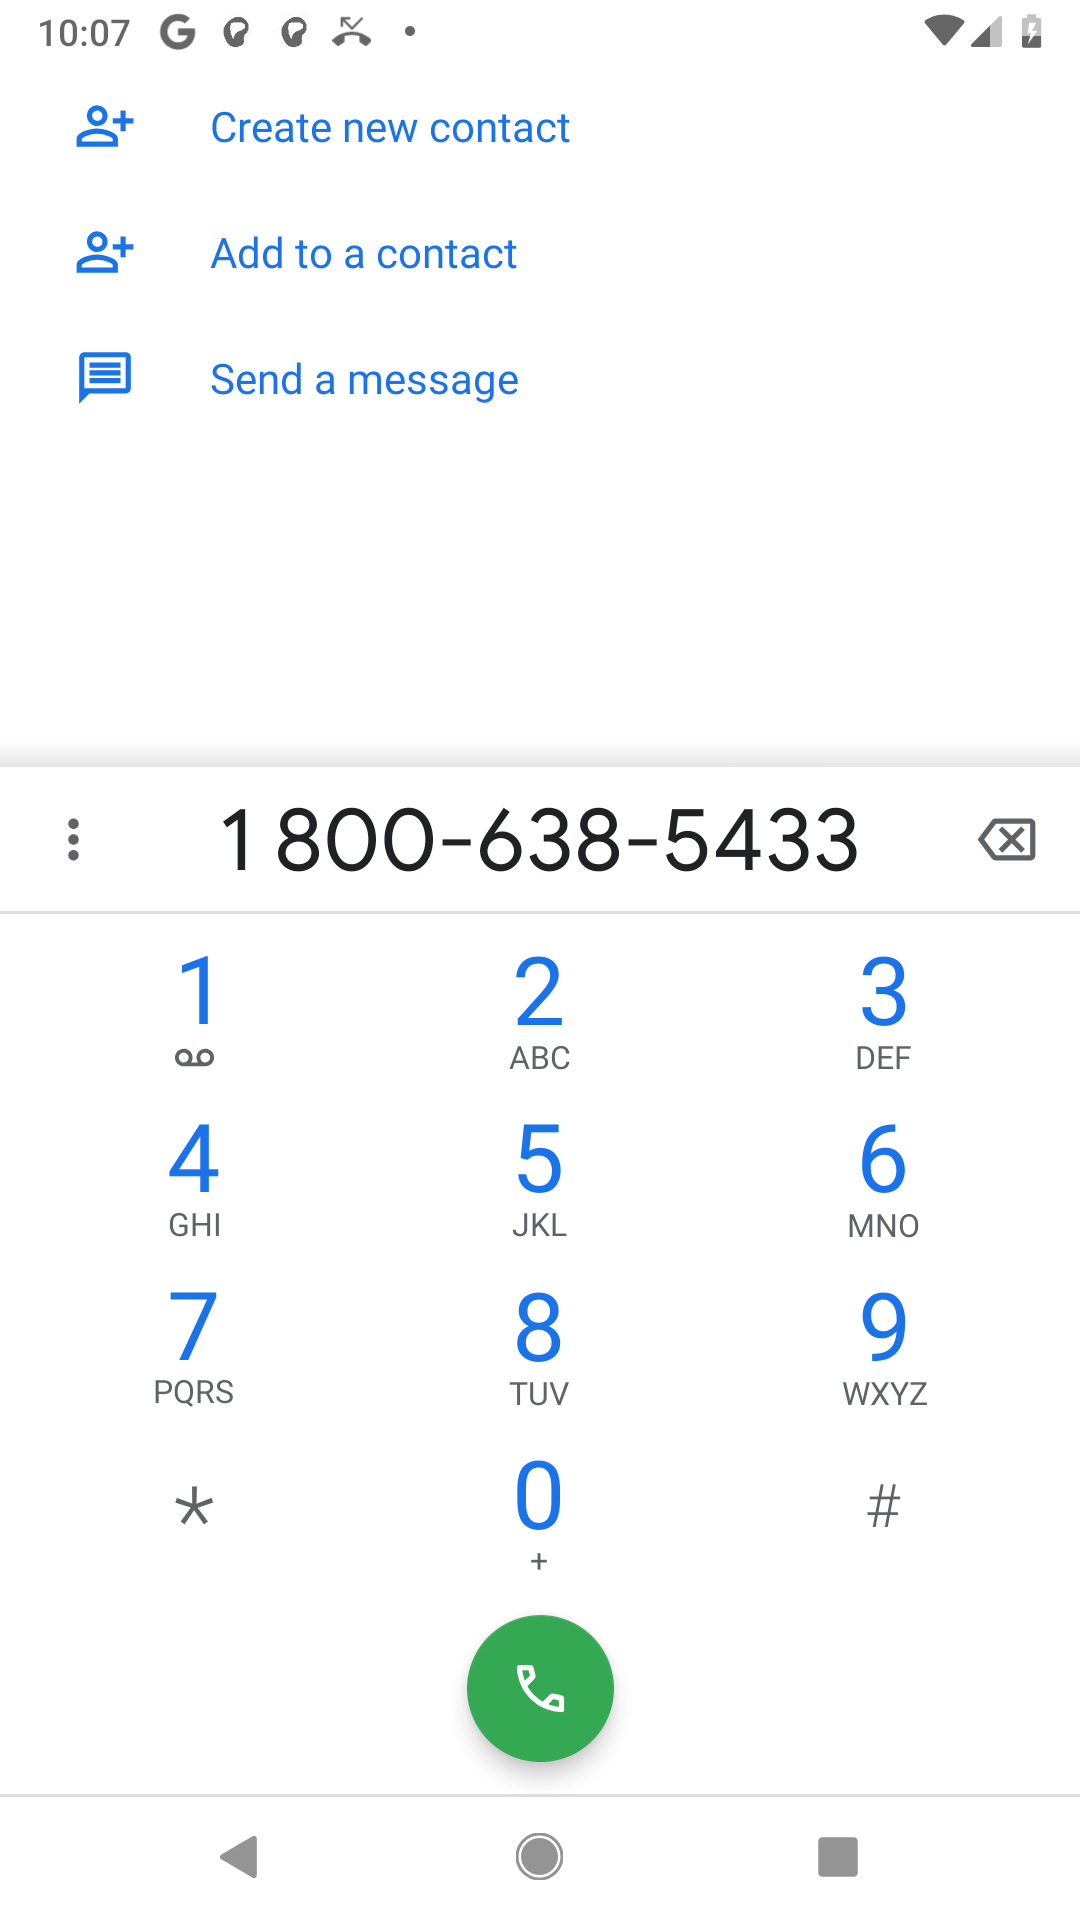 10:07
Create new contact
Add to a contact
Send a message
1 800-638-5433
1 2 3
ABC DEF
4 5 6
GHI JKL MNO
7 8 9
PQRS TUV WXYZ
* 0 #
+